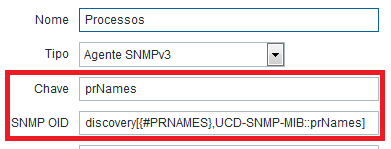 Nome Processos
Tipo Agente SNMPv3
Chave prNames
SNMP OID discovery[{#PRNAMES},UCD-SNMP-MIB::prNames]